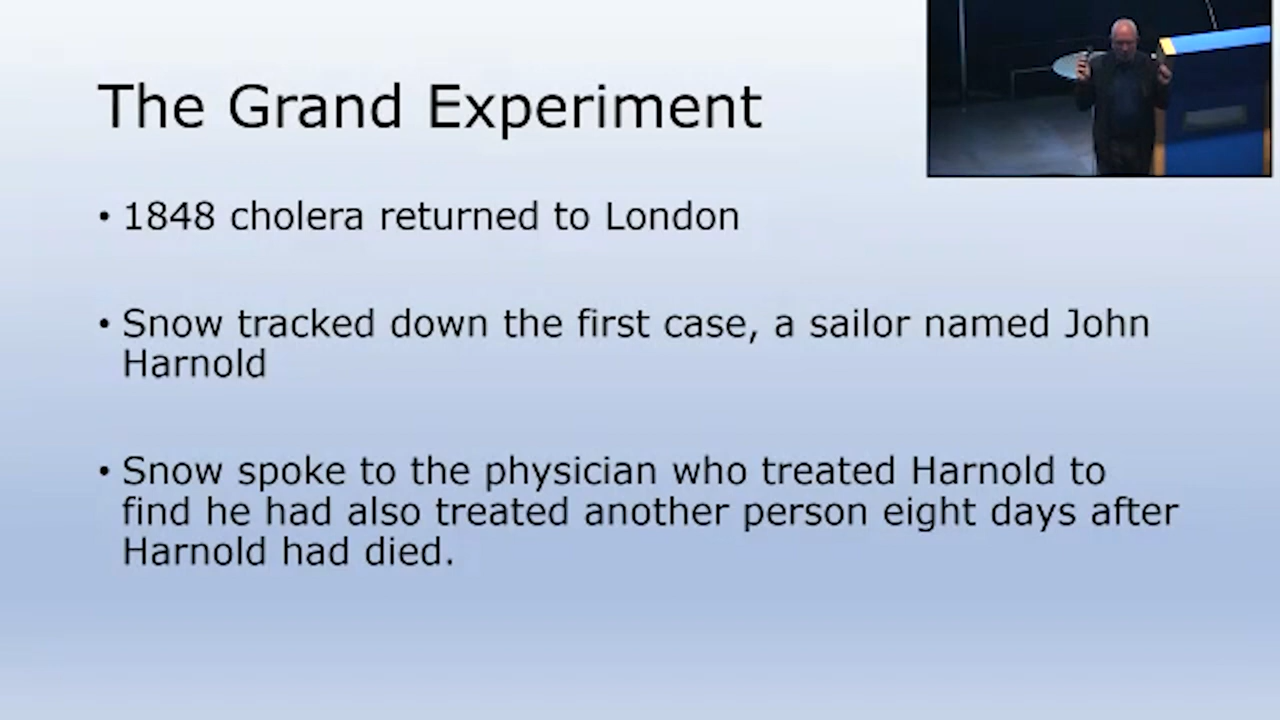 The Grand Experiment
• 1848 cholera returned to London
• Snow tracked down the first case, a sailor named John
Harnold
• Snow spoke to the physician who treated Harnold to
find he had also treated another person eight days after
Harnold had died.